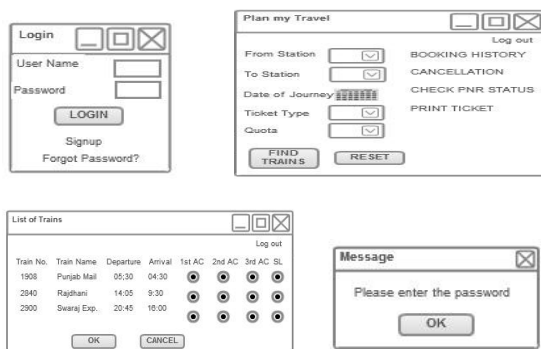 Login
User Name
Password
LOGIN
Signup
Forgot Password?
Plan my Travel
Log out
From Station
BOOKING HISTORY
To Station
CANCELLATION
Date of Journey
CHECK PNR STATUS
Ticket Type
PRINT TICKET
Quota
FIND TRAINS
RESET
List of Trains
Log out
Train No. Train Name Departure Arrival 1st AC 2nd AC 3rd AC SL
1908 Punjab Mail 05:30 04:30
2840 Rajdhani 14:05 9:30
2900 Swaraj Exp. 20:45 16:00
OK CANCEL
Message
Please enter the password
OK